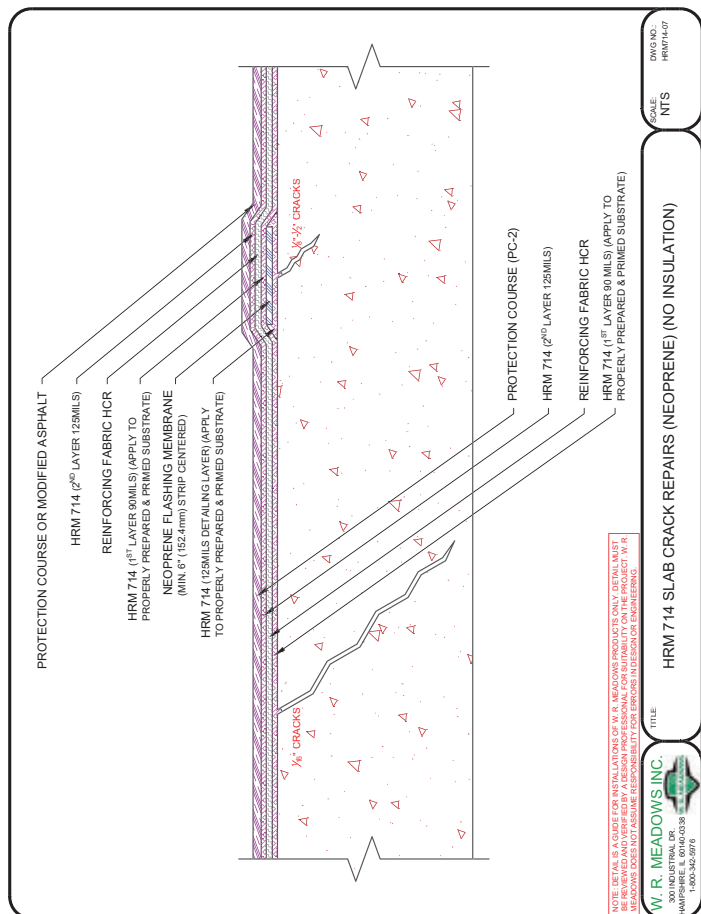 PROTECTION COURSE OR MODIFIED ASPHALT
HRM 714 (2ND LAYER 125MILS)
REINFORCING FABRIC HCR
HRM 714 (1ST LAYER 90MILS) (APPLY TO
PROPERLY PREPARED & PRIMED SUBSTRATE)
NEOPRENE FLASHING MEMBRANE
(MIN. 6" (152.4mm) STRIP CENTERED)
HRM 714 (125MILS DETAILING LAYER) (APPLY
TO PROPERLY PREPARED & PRIMED SUBSTRATE)
1/16" CRACKS
1/8"-1/2" CRACKS
PROTECTION COURSE (PC-2)
HRM 714 (2ND LAYER 125MILS)
REINFORCING FABRIC HCR
HRM 714 (1ST LAYER 90 MILS) (APPLY TO
PROPERLY PREPARED & PRIMED SUBSTRATE)
NOTE: DETAIL IS A GUIDE FOR INSTALLATIONS OF W. R. MEADOWS PRODUCTS ONLY. DETAIL MUST
BE REVIEWED AND VERIFIED BY A DESIGN PROFESSIONAL FOR SUITABILITY ON THE PROJECT. W. R.
MEADOWS DOES NOT ASSUME RESPONSIBILITY FOR ERRORS IN DESIGN OR ENGINEERING.
W. R. MEADOWS INC.
300 INDUSTRIAL DR.
HAMPSHIRE, IL 60140-0338
1-800-342-5976
W. R. MEADOWS
TITLE:
HRM 714 SLAB CRACK REPAIRS (NEOPRENE) (NO INSULATION)
SCALE:
NTS
DWG NO.:
HRM714-07